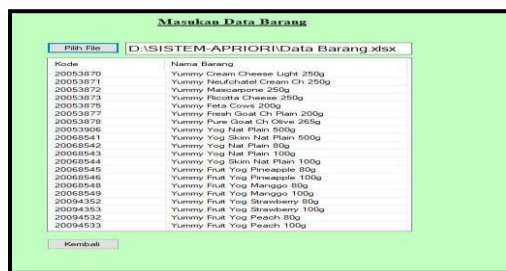 Masukan Data Barang
Pilih File D:\SISTEM-APRIORI\Data Barang.xlsx
Kode Nama Barang
20053870 Yummy Cream Cheese Light 250g
20053871 Yummy Neufchatel Cream Ch 250g
20053872 Yummy Mascarpone 250g
20053873 Yummy Ricotta Cheese 250g
20053875 Yummy Feta Cows 200g
20053877 Yummy Fresh Goat Ch Plain 200g
20053878 Yummy Pure Goat Ch Olive 265g
20053906 Yummy Yog Nat Plain 500g
20068541 Yummy Yog Skim Nat Plain 500g
20068542 Yummy Yog Nat Plain 80g
20068543 Yummy Yog Nat Plain 100g
20068544 Yummy Yog Skim Nat Plain 100g
20068545 Yummy Fruit Yog Pineapple 80g
20068546 Yummy Fruit Yog Pineapple 100g
20068548 Yummy Fruit Yog Manggo 80g
20068549 Yummy Fruit Yog Manggo 100g
20094352 Yummy Fruit Yog Strawberry 80g
20094353 Yummy Fruit Yog Strawberry 100g
20094532 Yummy Fruit Yog Peach 80g
20094533 Yummy Fruit Yog Peach 100g
Kembali